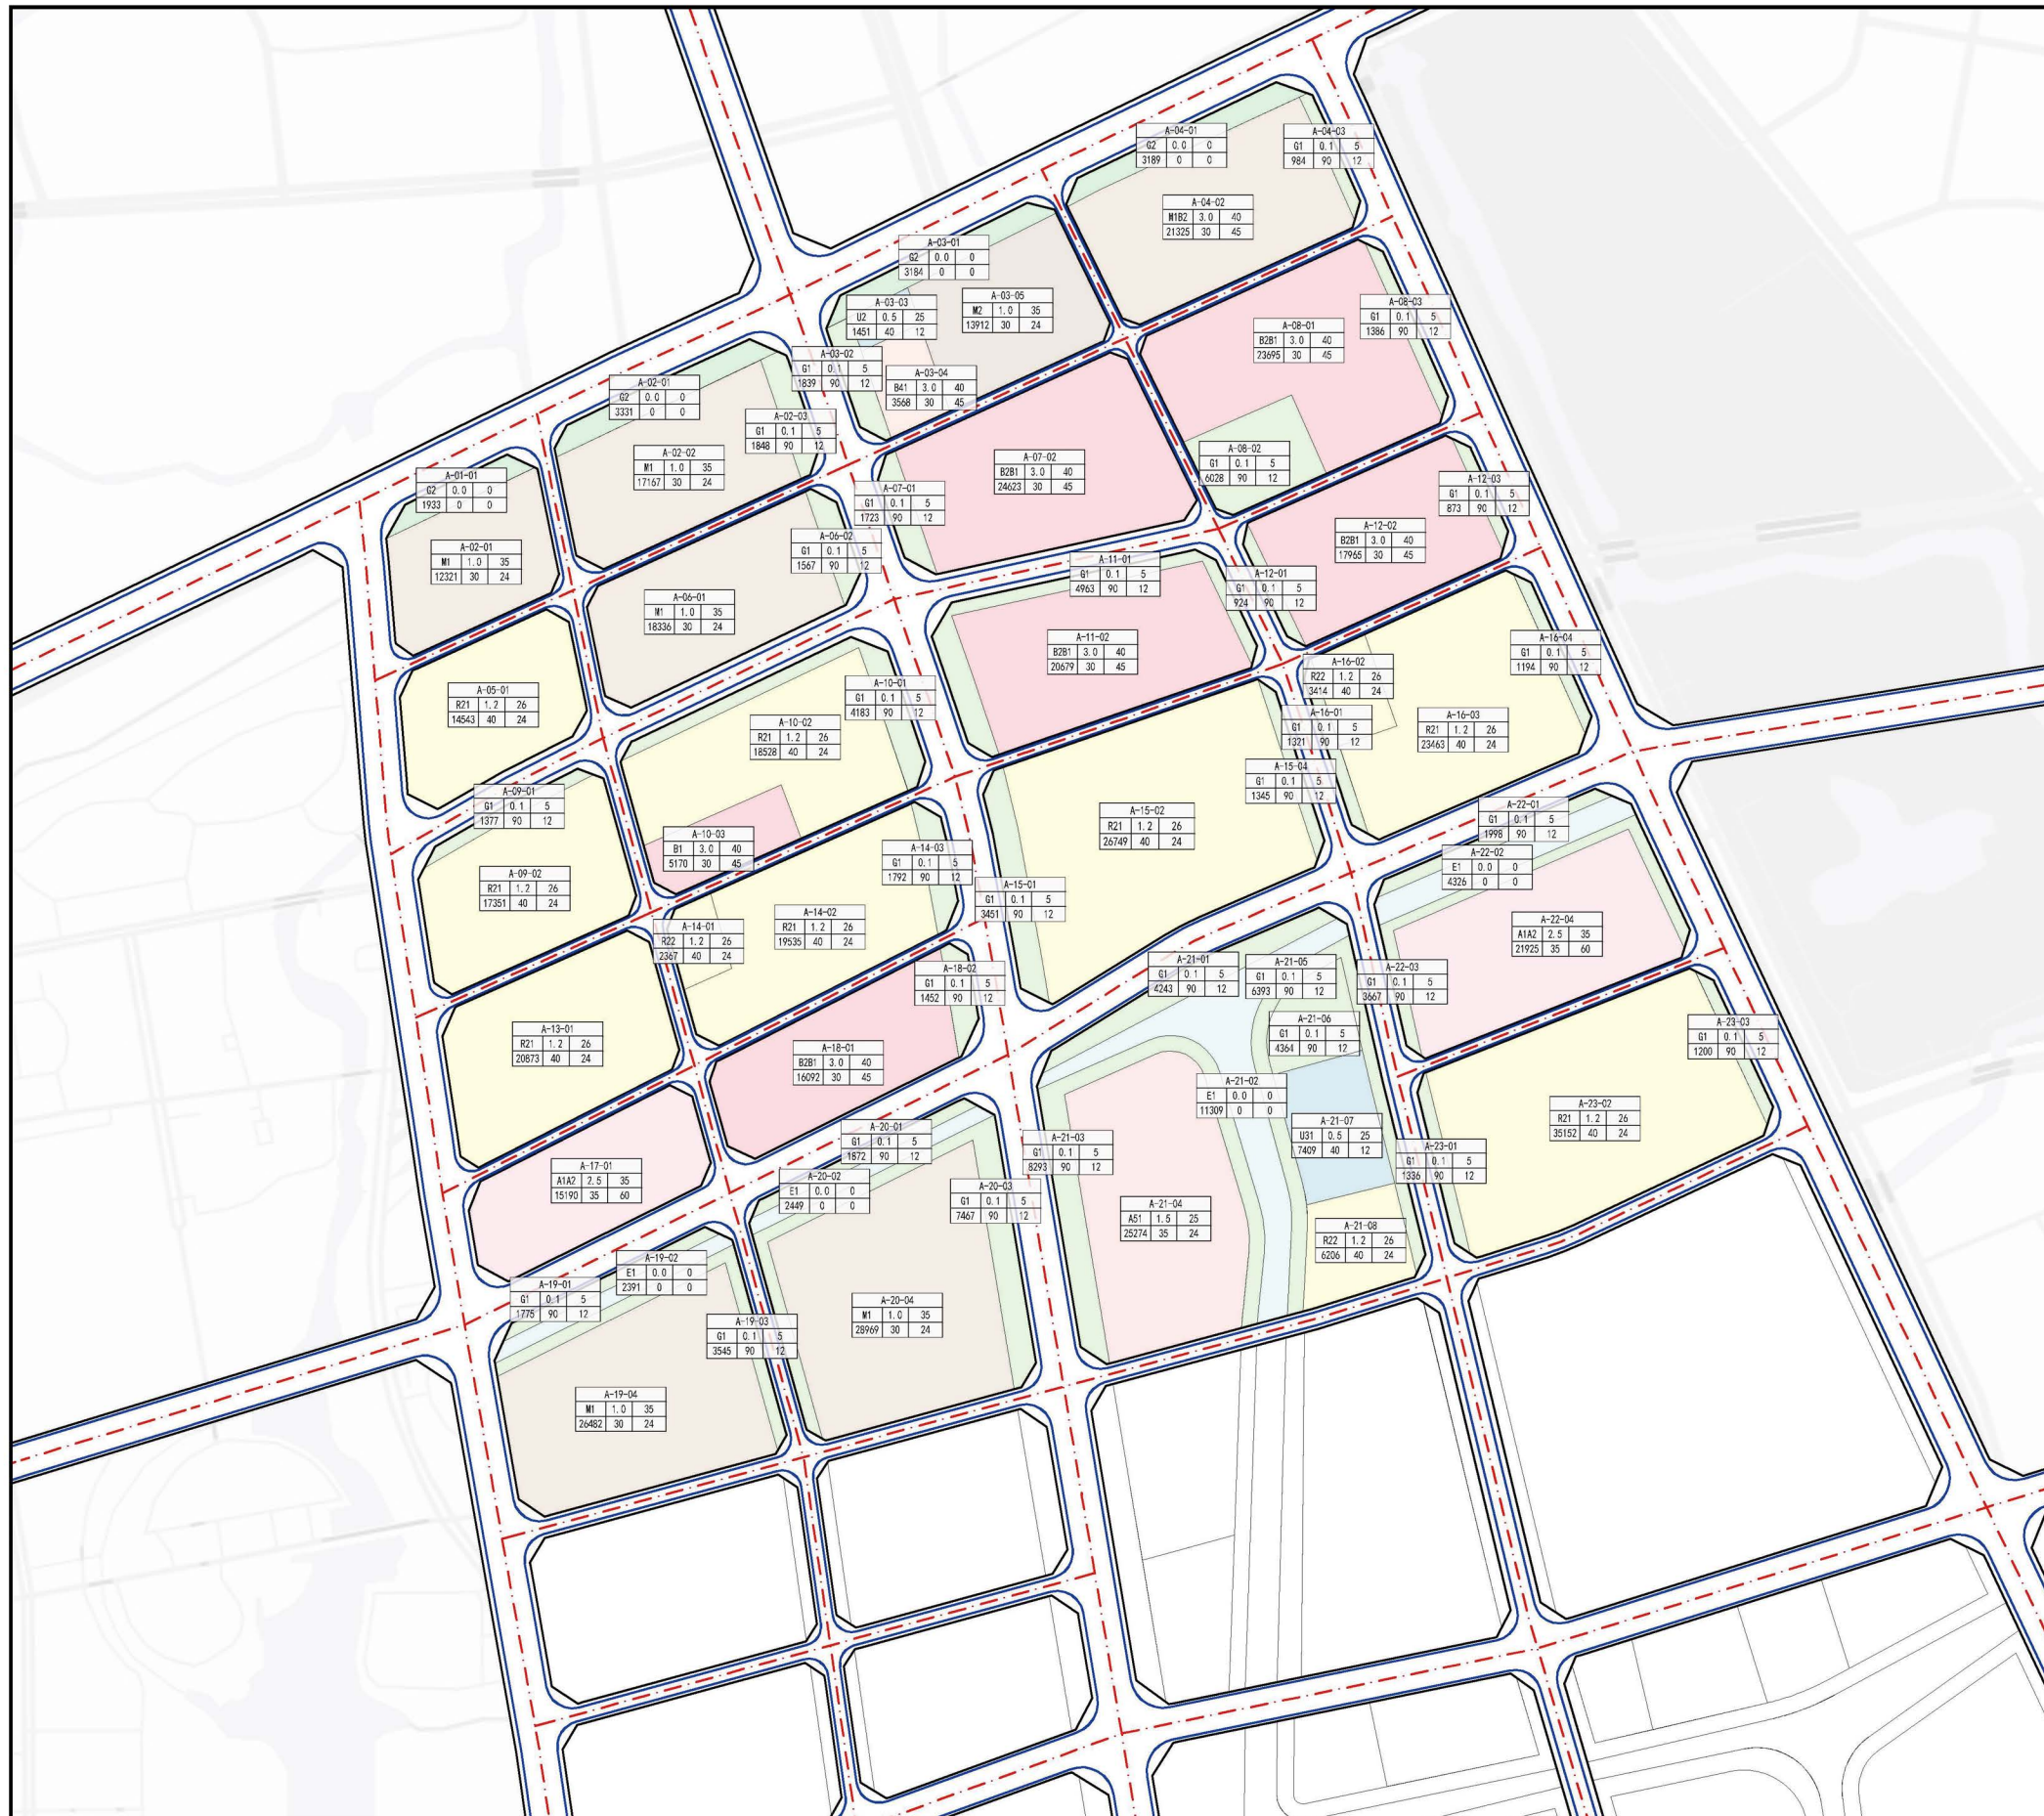 A-04-01
G2 0.0 0
3189 0 0
A-04-03
G1 0.1 5
984 90 12
A-04-02
M1B2 3.0 40
21325 30 45
A-03-01
G2 0.0 0
3184 0 0
A-03-03
U2 0.5 25
1451 40 12
A-03-05
M2 1.0 35
13912 30 24
A-08-03
G1 0.1 5
1386 90 12
A-08-01
B2B1 3.0 40
23695 30 45
A-03-02
G1 0.1 5
1839 90 12
A-03-04
B41 3.0 40
3568 30 45
A-02-01
G2 0.0 0
3331 0 0
A-02-03
G1 0.1 5
1848 90 12
A-02-02
M1 1.0 35
17167 30 24
A-07-02
B2B1 3.0 40
24623 30 45
A-08-02
G1 0.1 5
6028 90 12
A-01-01
G2 0.0 0
1933 0 0
A-07-01
G1 0.1 5
1723 90 12
A-12-03
G1 0.1 5
873 90 12
A-12-02
B2B1 3.0 40
17965 30 45
A-02-01
M1 1.0 35
12321 30 24
A-06-02
G1 0.1 5
1567 90 12
A-11-01
G1 0.1 5
4963 90 12
A-12-01
G1 0.1 5
924 90 12
A-06-01
M1 1.0 35
18336 30 24
A-11-02
B2B1 3.0 40
20679 30 45
A-16-04
G1 0.1 5
1194 90 12
A-16-02
R22 1.2 26
3414 40 24
A-05-01
R21 1.2 26
14543 40 24
A-10-01
G1 0.1 5
4183 90 12
A-10-02
R21 1.2 26
18528 40 24
A-16-01
G1 0.1 5
1321 90 12
A-16-03
R21 1.2 26
23463 40 24
A-15-04
G1 0.1 5
1345 90 12
A-09-01
G1 0.1 5
1377 90 12
A-15-02
R21 1.2 26
26749 40 24
A-22-01
G1 0.1 5
1998 90 12
A-10-03
B1 3.0 40
5170 30 45
A-14-03
G1 0.1 5
1792 90 12
A-22-02
E1 0.0 0
4326 0 0
A-09-02
R21 1.2 26
17351 40 24
A-15-01
G1 0.1 5
3451 90 12
A-14-02
R21 1.2 26
19535 40 24
A-14-01
R22 1.2 26
2367 40 24
A-22-04
A1A2 2.5 35
21925 35 60
A-18-02
G1 0.1 5
1452 90 12
A-21-01
G1 0.1 5
4243 90 12
A-21-05
G1 0.1 5
6393 90 12
A-22-03
G1 0.1 5
3667 90 12
A-13-01
R21 1.2 26
20873 40 24
A-21-06
G1 0.1 5
4364 90 12
A-23-03
G1 0.1 5
1200 90 12
A-18-01
B2B1 3.0 40
16092 30 45
A-21-02
E1 0.0 0
11309 0 0
A-23-02
R21 1.2 26
35152 40 24
A-21-07
U31 0.5 25
7409 40 12
A-20-01
G1 0.1 5
1872 90 12
A-21-03
G1 0.1 5
8293 90 12
A-23-01
G1 0.1 5
1336 90 12
A-17-01
A1A2 2.5 35
15190 35 60
A-20-02
E1 0.0 0
2449 0 0
A-20-03
G1 0.1 5
7467 90 12
A-21-04
A51 1.5 25
25274 35 24
A-21-08
R22 1.2 26
6206 40 24
A-19-02
E1 0.0 0
2391 0 0
A-19-01
G1 0.1 5
1775 90 12
A-20-04
M1 1.0 35
28969 30 24
A-19-03
G1 0.1 5
3545 90 12
A-19-04
M1 1.0 35
26482 30 24